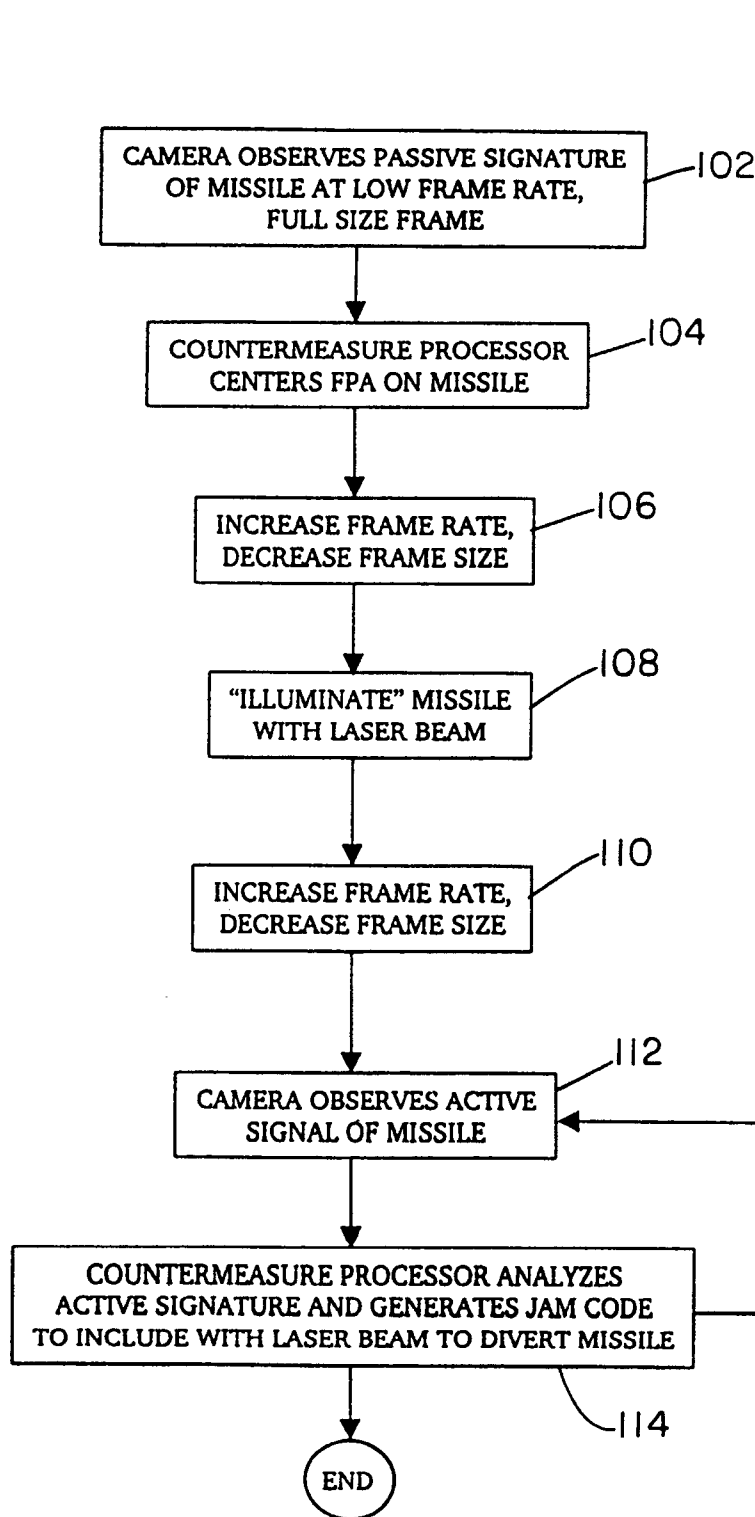 CAMERA OBSERVES PASSIVE SIGNATURE
OF MISSILE AT LOW FRAME RATE,
FULL SIZE FRAME
102
COUNTERMEASURE PROCESSOR
CENTERS FPA ON MISSILE
104
INCREASE FRAME RATE,
DECREASE FRAME SIZE
106
“ILLUMINATE” MISSILE
WITH LASER BEAM
108
INCREASE FRAME RATE,
DECREASE FRAME SIZE
110
CAMERA OBSERVES ACTIVE
SIGNAL OF MISSILE
112
COUNTERMEASURE PROCESSOR ANALYZES
ACTIVE SIGNATURE AND GENERATES JAM CODE
TO INCLUDE WITH LASER BEAM TO DIVERT MISSILE
114
END